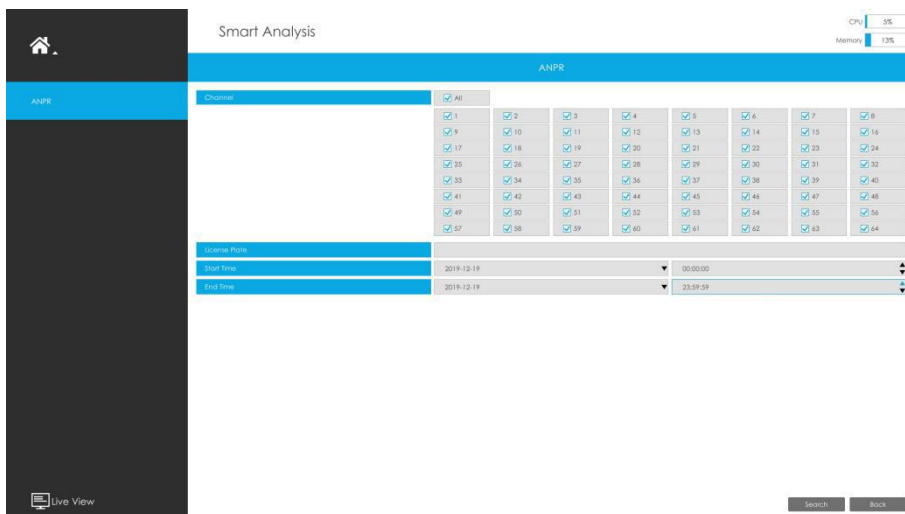 Smart Analysis
CPU 5%
Memory 13%
ANPR
ANPR
Channel
All
1 2 3 4 5 6 7 8
9 10 11 12 13 14 15 16
17 18 19 20 21 22 23 24
25 26 27 28 29 30 31 32
33 34 35 36 37 38 39 40
41 42 43 44 45 46 47 48
49 50 51 52 53 54 55 56
57 58 59 60 61 62 63 64
License Plate
Start Time 2019-12-19 00:00:00
End Time 2019-12-19 23:59:59
Live View
Search Back